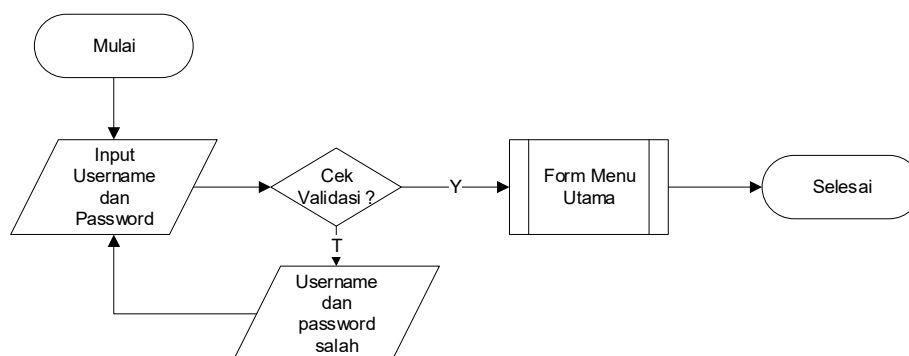 Mulai
Input
Username
dan
Password
Cek
Validasi ?
Y
Form Menu
Utama
Selesai
T
Username
dan
password
salah